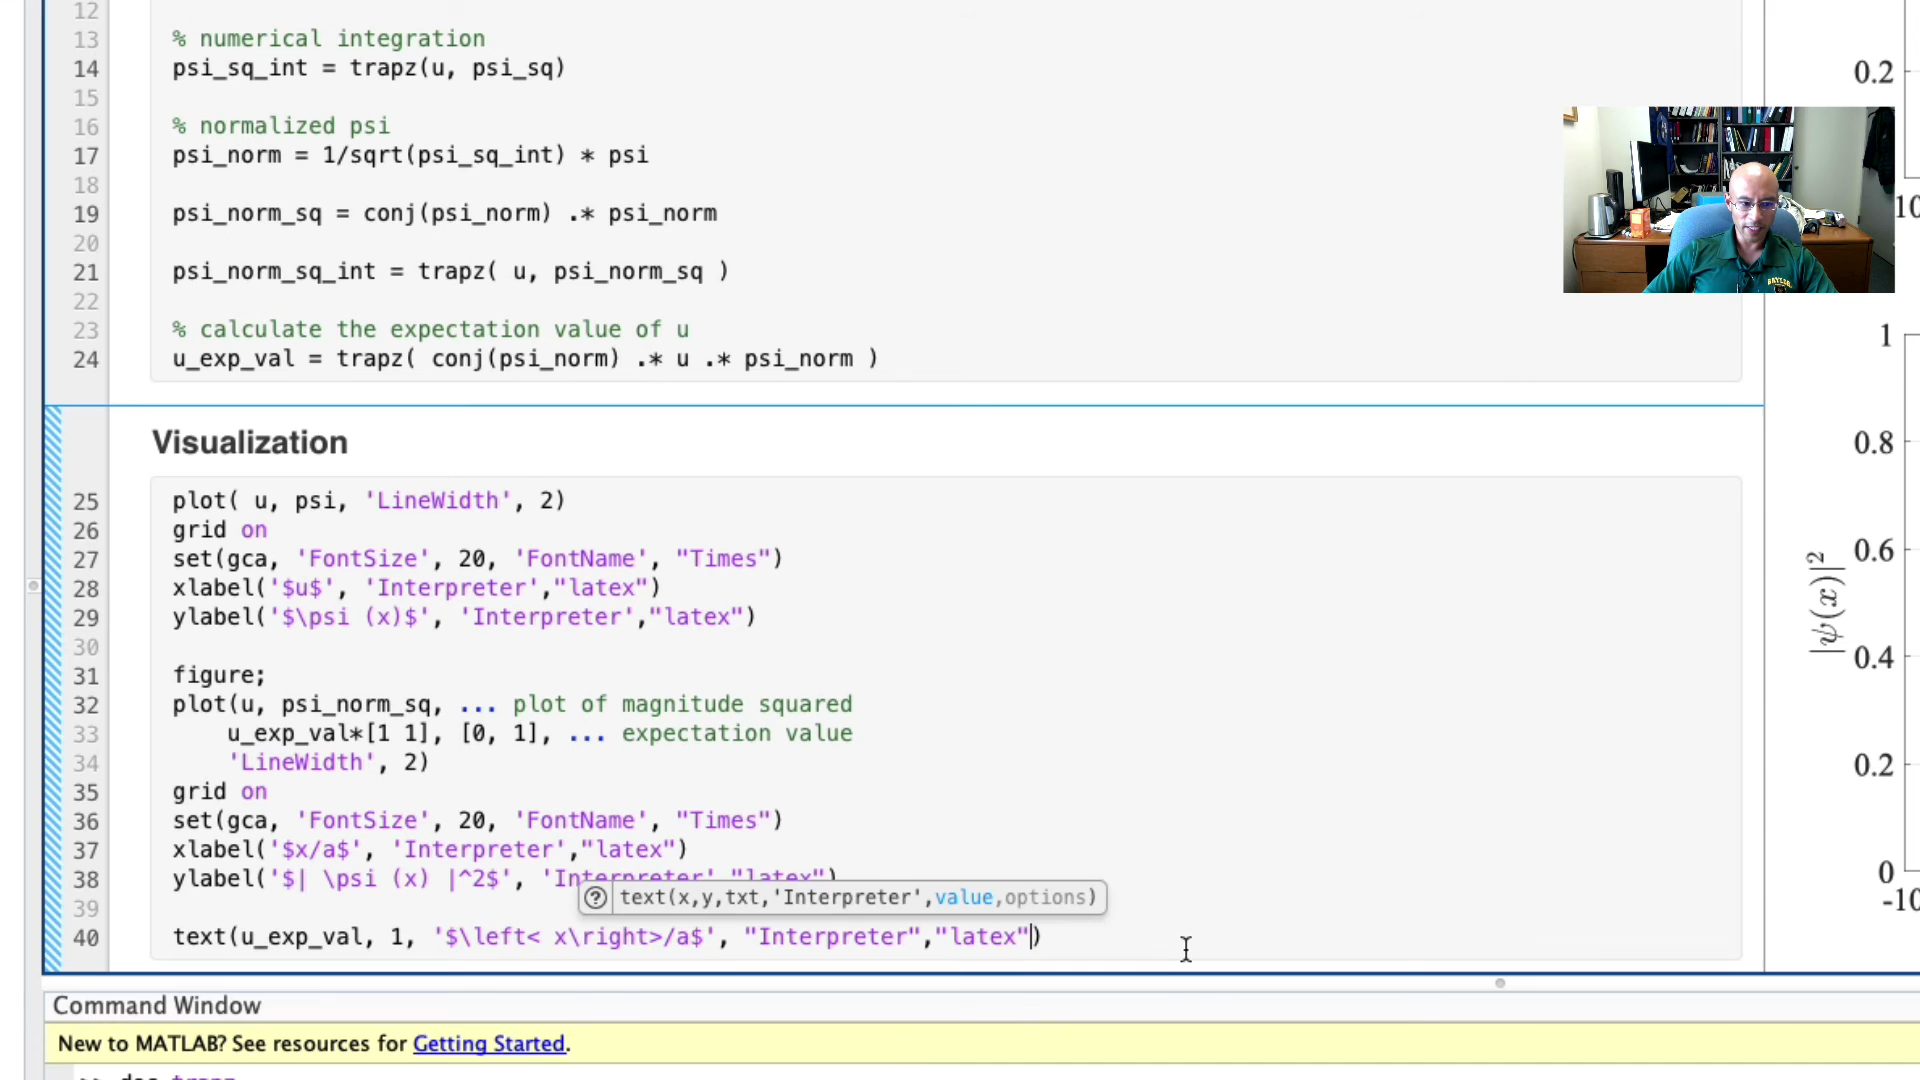 12
13 % numerical integration
14 psi_sq_int = trapz(u, psi_sq)
15
16 % normalized psi
17 psi_norm = 1/sqrt(psi_sq_int) * psi
18
19 psi_norm_sq = conj(psi_norm) .* psi_norm
20
21 psi_norm_sq_int = trapz( u, psi_norm_sq )
22
23 % calculate the expectation value of u
24 u_exp_val = trapz( conj(psi_norm) .* u .* psi_norm )
Visualization
25 plot( u, psi, 'LineWidth', 2)
26 grid on
27 set(gca, 'FontSize', 20, 'FontName', "Times")
28 xlabel('$u$', 'Interpreter',"latex")
29 ylabel('$\psi (x)$', 'Interpreter',"latex")
30
31 figure;
32 plot(u, psi_norm_sq, ... plot of magnitude squared
33 u_exp_val*[1 1], [0, 1], ... expectation value
34 'LineWidth', 2)
35 grid on
36 set(gca, 'FontSize', 20, 'FontName', "Times")
37 xlabel('$x/a$', 'Interpreter',"latex")
38 ylabel('$| \psi (x) |^2$', 'Interpreter',"latex")
text(x,y,txt,'Interpreter',value,options)
39
40 text(u_exp_val, 1, '$\left< x\right>/a$', "Interpreter","latex")
Command Window
New to MATLAB? See resources for Getting Started.
>> doc trapz
0.2
10
BAYLOR
1
0.8
0.6
|ψ(x)|²
0.4
0.2
0
-10